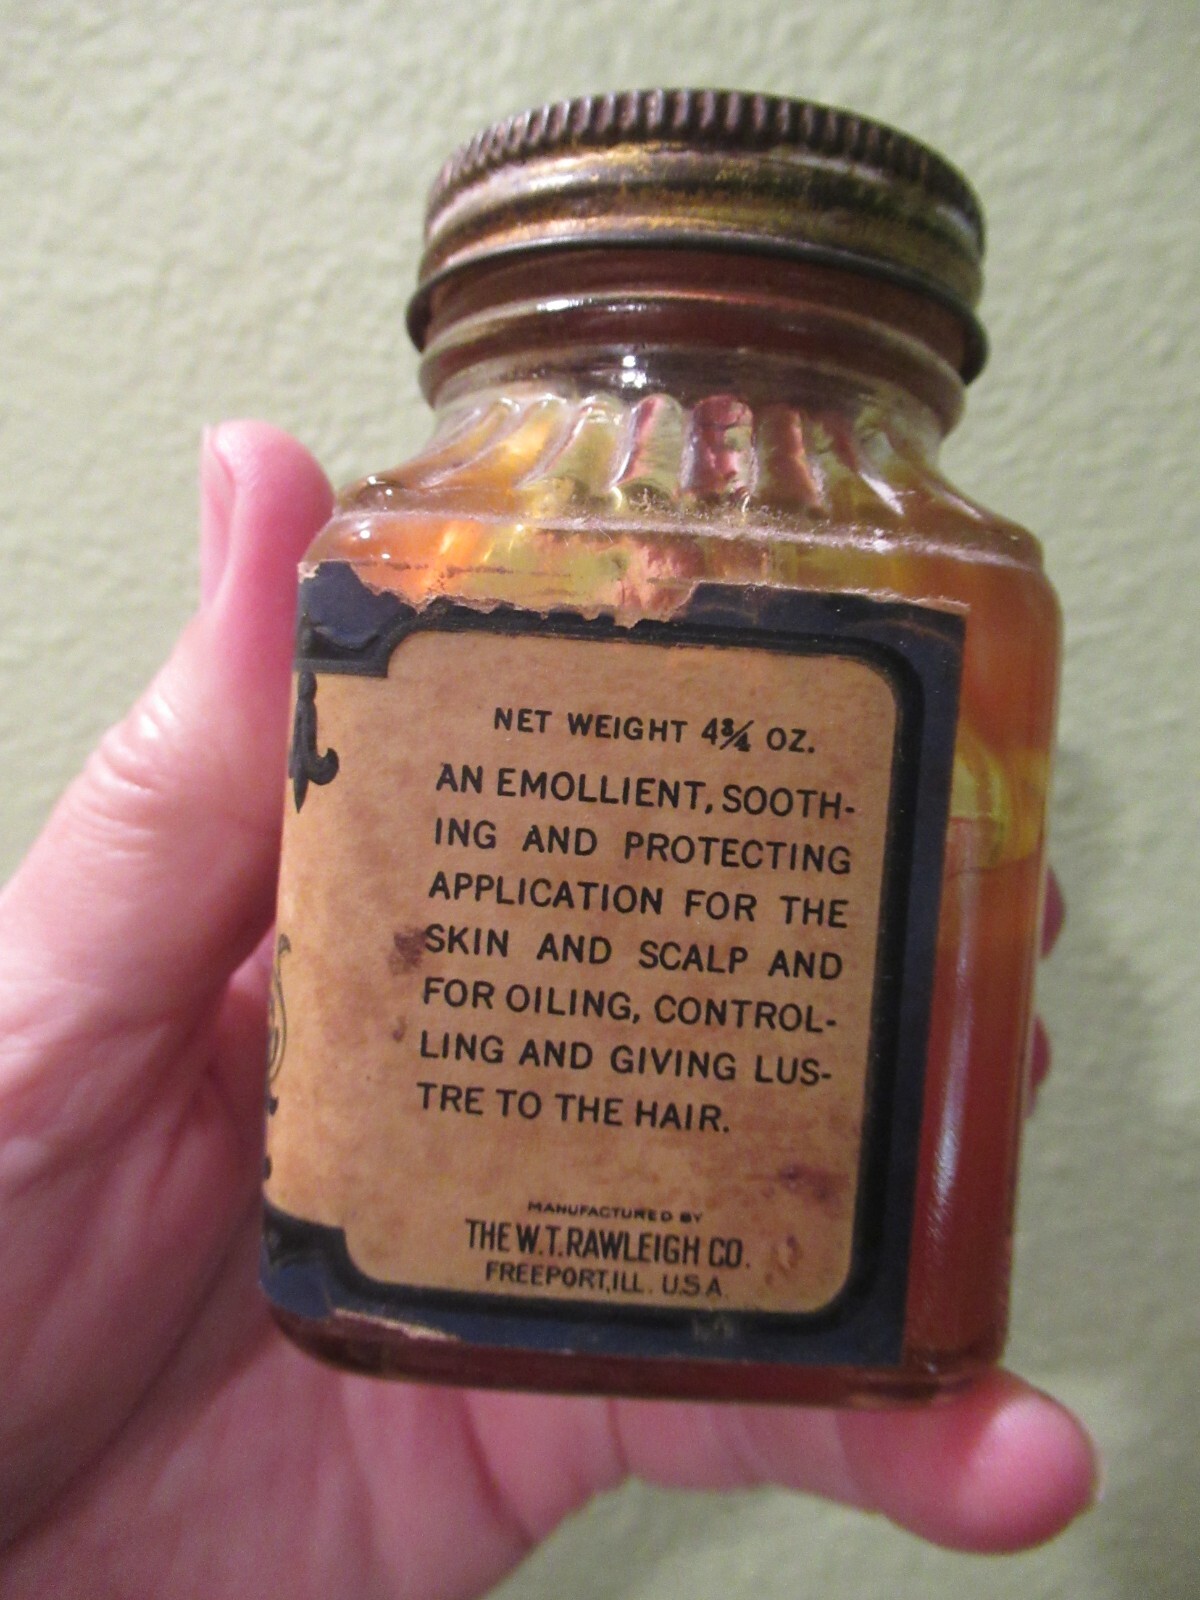 NET WEIGHT 4¾ OZ.
AN EMOLLIENT, SOOTH-
ING AND PROTECTING
APPLICATION FOR THE
SKIN AND SCALP AND
FOR OILING, CONTROL-
LING AND GIVING LUS-
TRE TO THE HAIR.
MANUFACTURED BY
THE W.T. RAWLEIGH CO.
FREEPORT, ILL. U.S.A